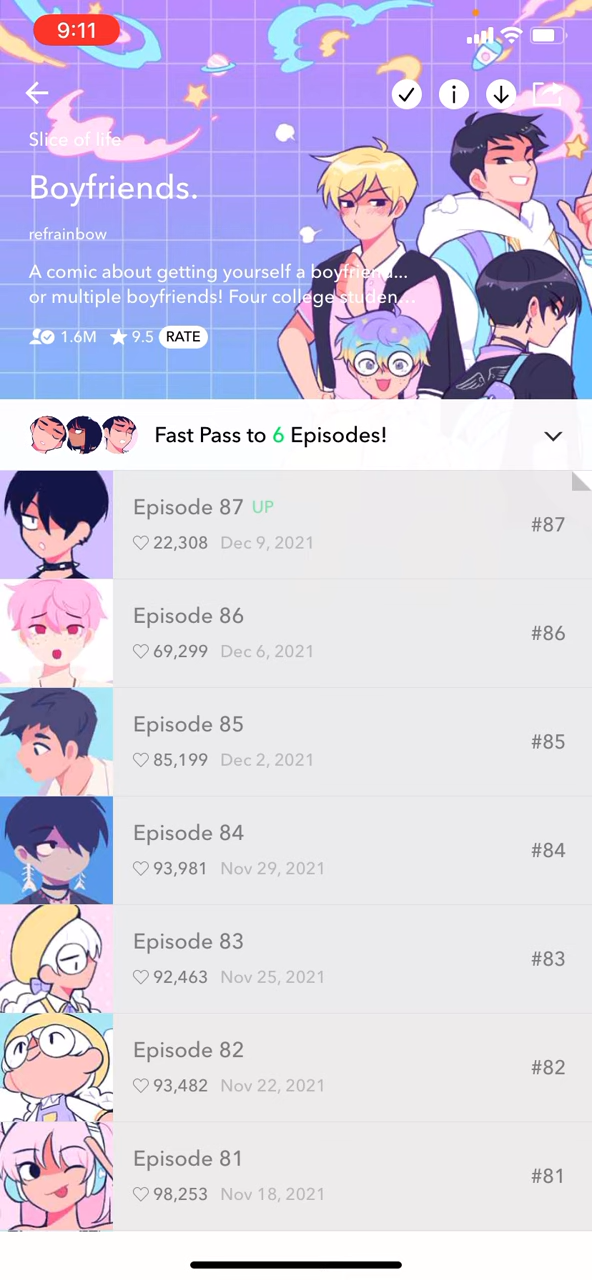 9:11
Slice of life
Boyfriends.
refrainbow
A comic about getting yourself a boyfriend...
or multiple boyfriends! Four college studen...
1.6M 9.5 RATE
Fast Pass to 6 Episodes!
Episode 87 UP
22,308 Dec 9, 2021
#87
Episode 86
69,299 Dec 6, 2021
#86
Episode 85
85,199 Dec 2, 2021
#85
Episode 84
93,981 Nov 29, 2021
#84
Episode 83
92,463 Nov 25, 2021
#83
Episode 82
93,482 Nov 22, 2021
#82
Episode 81
98,253 Nov 18, 2021
#81